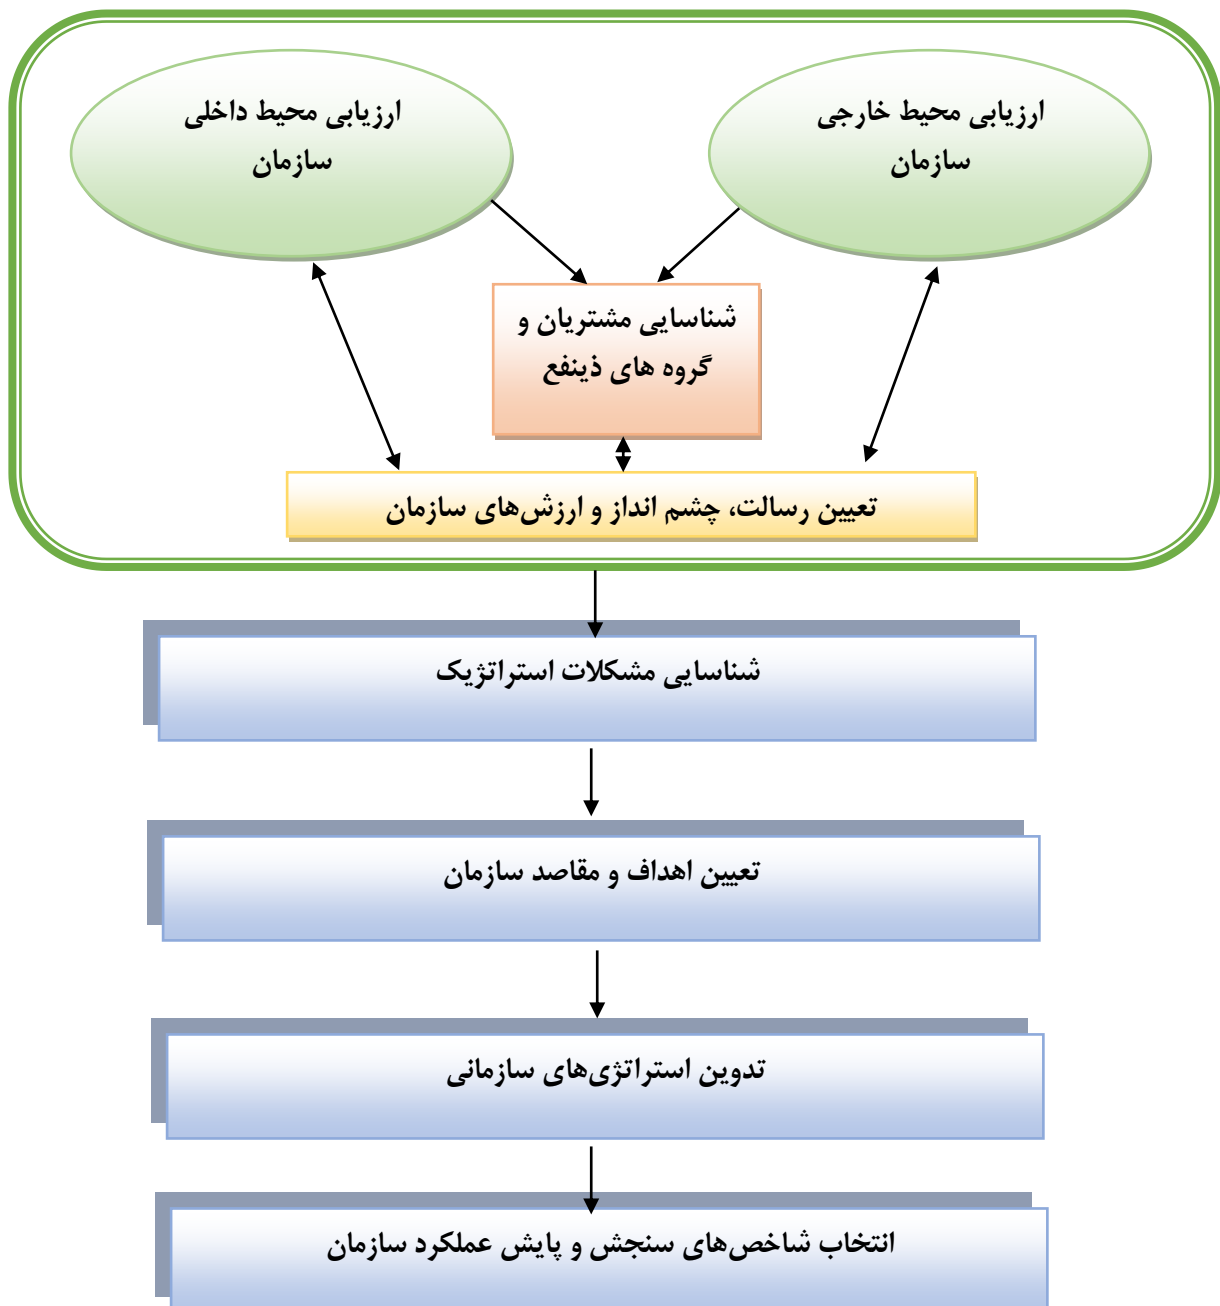 ارزیابی محیط خارجی
سازمان
ارزیابی محیط داخلی
سازمان
شناسایی مشتریان و
گروه های ذینفع
تعیین رسالت، چشم انداز و ارزش‌های سازمان
شناسایی مشکلات استراتژیک
تعیین اهداف و مقاصد سازمان
تدوین استراتژی‌های سازمانی
انتخاب شاخص‌های سنجش و پایش عملکرد سازمان